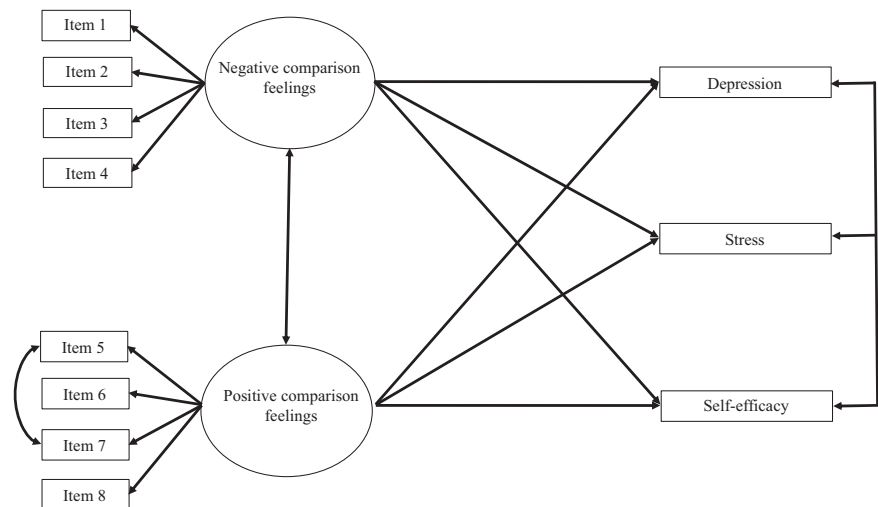 Item 1
Item 2
Item 3
Item 4
Negative comparison
feelings
Depression
Stress
Item 5
Item 6
Item 7
Item 8
Positive comparison
feelings
Self-efficacy